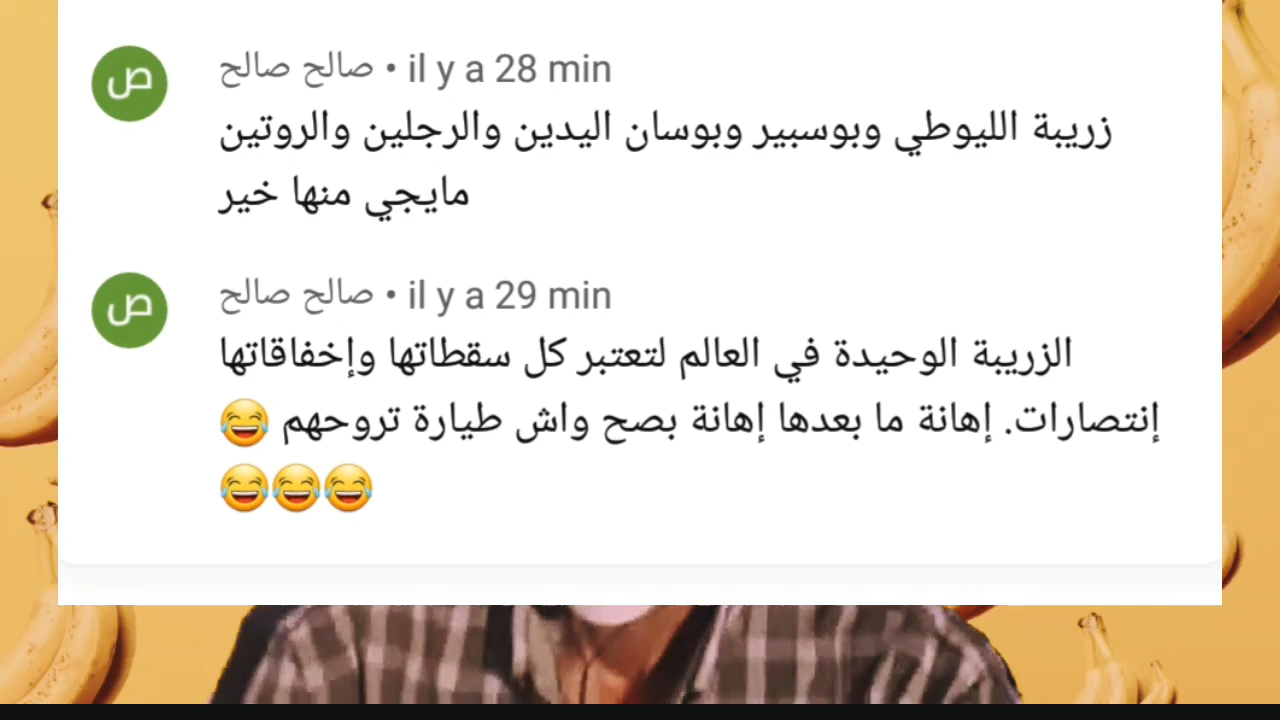 ص
صالح صالح • il y a 28 min
زريبة الليوطي وبوسبير وبوسان اليدين والرجلين والروتين
مايجي منها خير
ص
صالح صالح • il y a 29 min
الزريبة الوحيدة في العالم لتعتبر كل سقطاتها وإخفاقاتها
إنتصارات. إهانة ما بعدها إهانة بصح واش طيارة تروحهم 😂
😂😂😂